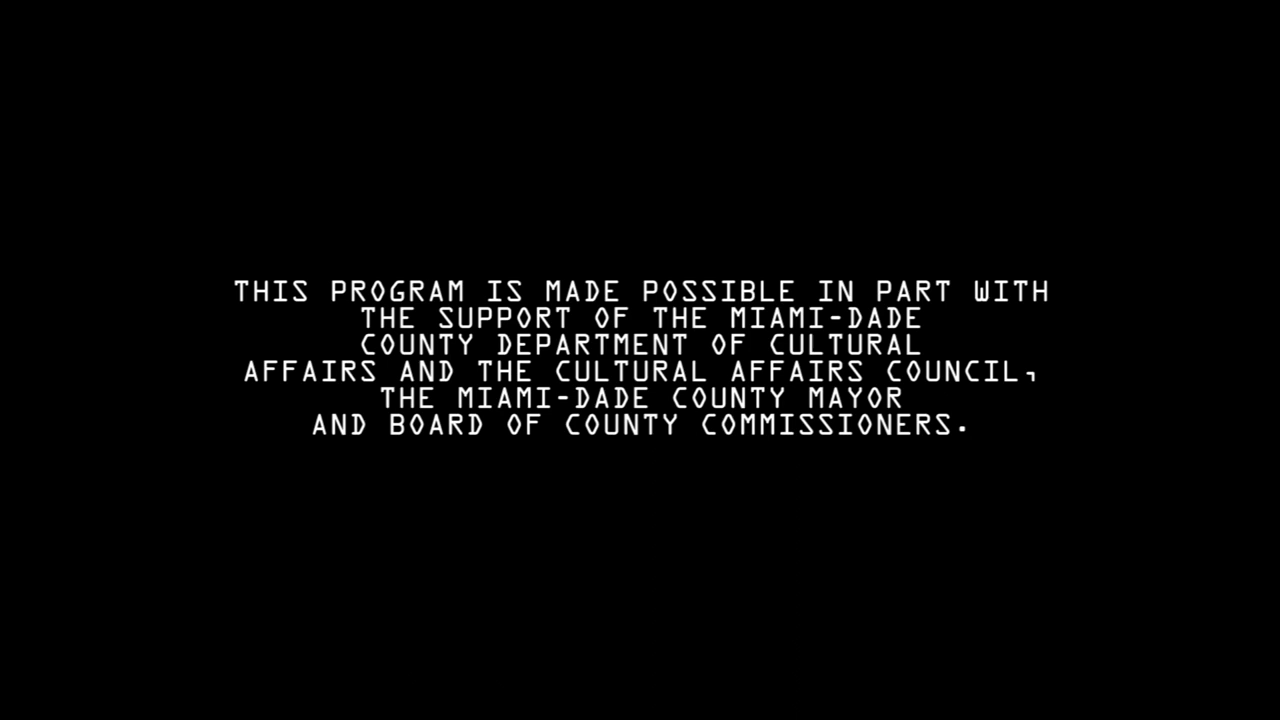 THIS PROGRAM IS MADE POSSIBLE IN PART WITH
THE SUPPORT OF THE MIAMI-DADE
COUNTY DEPARTMENT OF CULTURAL
AFFAIRS AND THE CULTURAL AFFAIRS COUNCIL,
THE MIAMI-DADE COUNTY MAYOR
AND BOARD OF COUNTY COMMISSIONERS.